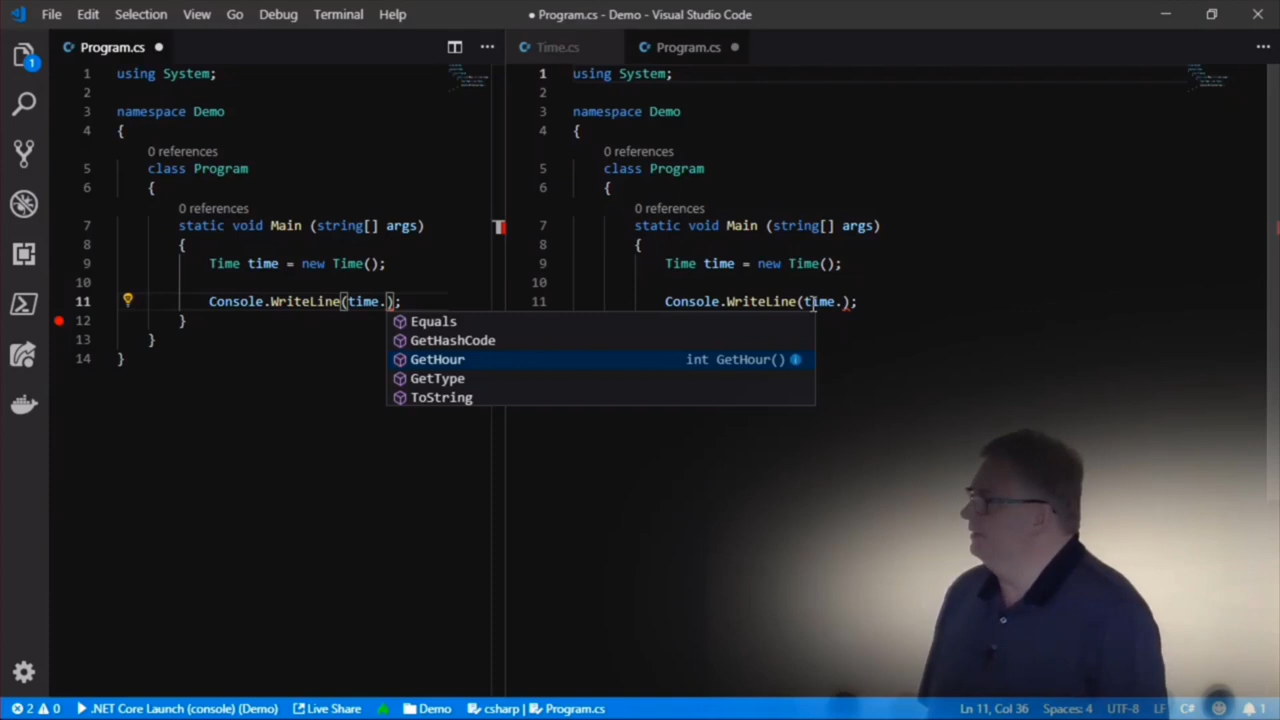 File Edit Selection View Go Debug Terminal Help
● Program.cs - Demo - Visual Studio Code
Program.cs
1
1 using System;
2
3 namespace Demo
4 {
0 references
5 class Program
6 {
0 references
7 static void Main (string[] args)
8 {
9 Time time = new Time();
10
11 Console.WriteLine(time.);
12 }
13 }
14 }
Equals
GetHashCode
GetHour int GetHour()
GetType
ToString
Time.cs Program.cs
1 using System;
2
3 namespace Demo
4 {
0 references
5 class Program
6 {
0 references
7 static void Main (string[] args)
8 {
9 Time time = new Time();
10
11 Console.WriteLine(time.);
2 0 .NET Core Launch (console) (Demo) Live Share Demo csharp | Program.cs Ln 11, Col 36 Spaces: 4 UTF-8 LF C# 1